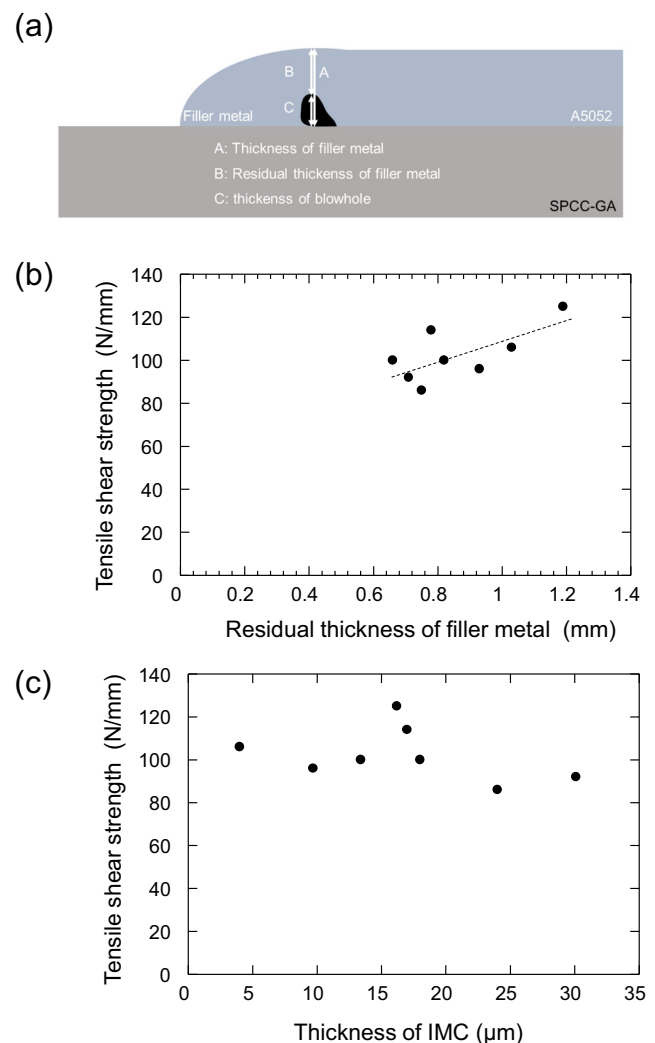 (a)
B
A
C
Filler metal
A5052
A: Thickness of filler metal
B: Residual thickenss of filler metal
C: thickenss of blowhole
SPCC-GA
(b)
140
120
100
80
60
40
20
0
0 0.2 0.4 0.6 0.8 1 1.2 1.4
Tensile shear strength (N/mm)
Residual thickness of filler metal (mm)
(c)
140
120
100
80
60
40
20
0
0 5 10 15 20 25 30 35
Tensile shear strength (N/mm)
Thickness of IMC (μm)